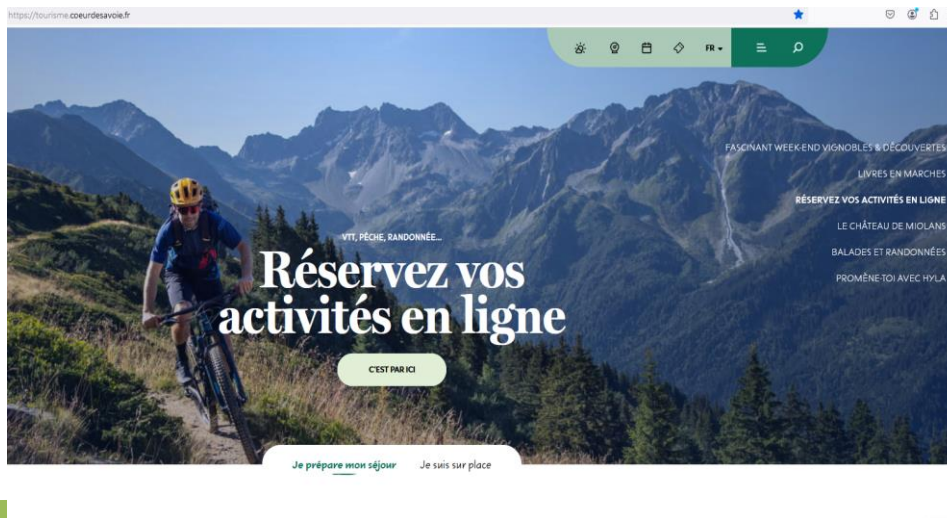 https://tourisme.coeurdesavoie.fr
FR
FASCINANT WEEK-END VIGNOBLES & DÉCOUVERTES
LIVRES EN MARCHES
RÉSERVEZ VOS ACTIVITÉS EN LIGNE
LE CHÂTEAU DE MIOLANS
BALADES ET RANDONNÉES
PROMÈNE-TOI AVEC HYLA
VTT, PÊCHE, RANDONNÉE...
Réservez vos
activités en ligne
C'EST PAR ICI
Je prépare mon séjour Je suis sur place